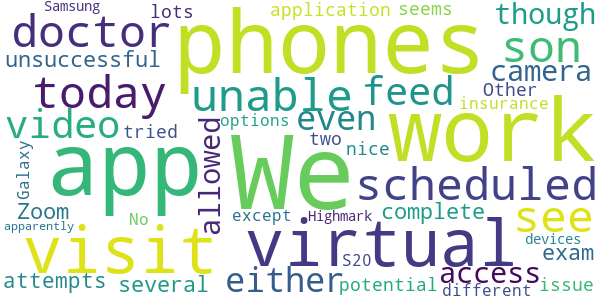 Samsung
lots
application
seems
though
doctor
phones
son
unsuccessful
camera
today
unable
feed
Other
insurance
video
tried
allowed
options
even
two
nice
work
app
We
Galaxy
scheduled
Zoom
No
except
Highmark
complete
see
apparently
visit
virtual
S20
access
devices
exam
attempts
several
either
potential
different
issue